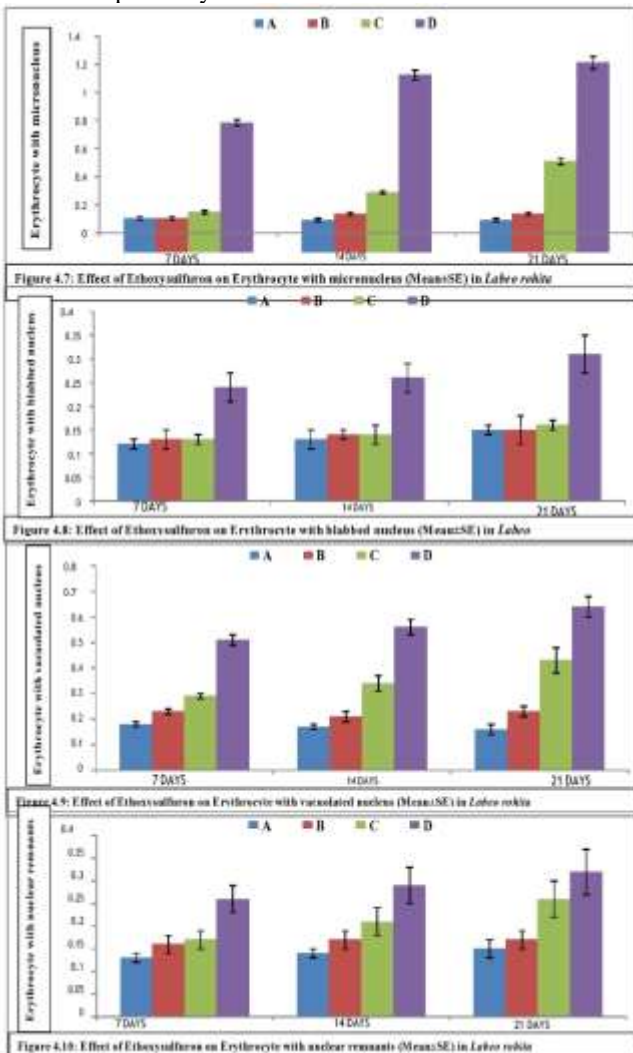 A B C D
Erythrocyte with micronucleus
1.4
1.2
1
0.8
0.6
0.4
0.2
0
7 DAYS 14 DAYS 21 DAYS
Figure 4.7: Effect of Ethoxysulfuron on Erythrocyte with micronucleus (Mean±SE) in Labeo rohita
A B C D
Erythrocyte with blabbed nucleus
0.4
0.35
0.3
0.25
0.2
0.15
0.1
0.05
0
7 DAYS 14 DAYS 21 DAYS
Figure 4.8: Effect of Ethoxysulfuron on Erythrocyte with blabbed nucleus (Mean±SE) in Labeo
A B C D
Erythrocyte with vacuolated nucleus
0.8
0.7
0.6
0.5
0.4
0.3
0.2
0.1
0
7 DAYS 14 DAYS 21 DAYS
Figure 4.9: Effect of Ethoxysulfuron on Erythrocyte with vacuolated nucleus (Mean±SE) in Labeo rohita
A B C D
Erythrocyte with nuclear remnants
0.4
0.35
0.3
0.25
0.2
0.15
0.1
0.05
0
7 DAYS 14 DAYS 21 DAYS
Figure 4.10: Effect of Ethoxysulfuron on Erythrocyte with nuclear remnants (Mean±SE) in Labeo rohita